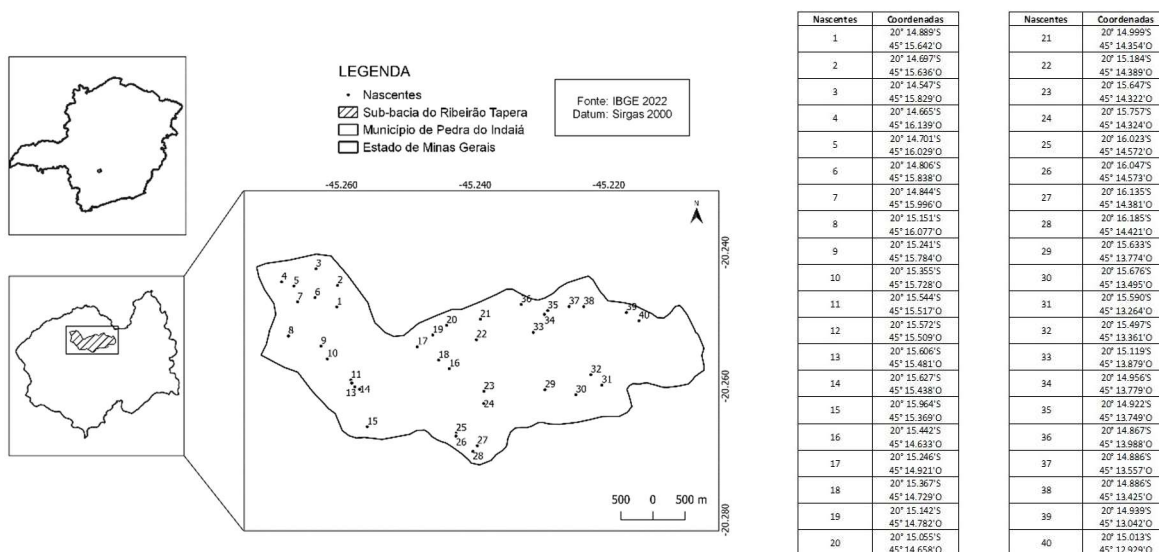 LEGENDA
Nascentes
Sub-bacia do Ribeirão Tapera
Município de Pedra do Indaiá
Estado de Minas Gerais
Fonte: IBGE 2022
Datum: Sirgas 2000
-45.260 -45.240 -45.220
N
-20.240
-20.260
-20.280
1
2
3
4
5
6
7
8
9
10
11
13
14
15
16
17
18
19
20
21
22
23
24
25
26
27
28
29
30
31
32
33
34
35
36
37
38
39
40
500 0 500 m
Nascentes Coordenadas
1 20° 14.889'S
45° 15.642'O
2 20° 14.697'S
45° 15.636'O
3 20° 14.547'S
45° 15.829'O
4 20° 14.665'S
45° 16.139'O
5 20° 14.701'S
45° 16.029'O
6 20° 14.806'S
45° 15.838'O
7 20° 14.844'S
45° 15.996'O
8 20° 15.151'S
45° 16.077'O
9 20° 15.241'S
45° 15.784'O
10 20° 15.355'S
45° 15.728'O
11 20° 15.544'S
45° 15.517'O
12 20° 15.572'S
45° 15.509'O
13 20° 15.606'S
45° 15.481'O
14 20° 15.627'S
45° 15.438'O
15 20° 15.964'S
45° 15.369'O
16 20° 15.442'S
45° 14.633'O
17 20° 15.246'S
45° 14.921'O
18 20° 15.367'S
45° 14.729'O
19 20° 15.142'S
45° 14.782'O
20 20° 15.055'S
45° 14.658'O
Nascentes Coordenadas
21 20° 14.999'S
45° 14.354'O
22 20° 15.184'S
45° 14.389'O
23 20° 15.647'S
45° 14.322'O
24 20° 15.757'S
45° 14.324'O
25 20° 16.023'S
45° 14.572'O
26 20° 16.047'S
45° 14.573'O
27 20° 16.135'S
45° 14.381'O
28 20° 16.185'S
45° 14.421'O
29 20° 15.633'S
45° 13.774'O
30 20° 15.676'S
45° 13.495'O
31 20° 15.590'S
45° 13.264'O
32 20° 15.497'S
45° 13.361'O
33 20° 15.119'S
45° 13.879'O
34 20° 14.956'S
45° 13.779'O
35 20° 14.922'S
45° 13.749'O
36 20° 14.867'S
45° 13.988'O
37 20° 14.886'S
45° 13.557'O
38 20° 14.886'S
45° 13.425'O
39 20° 14.939'S
45° 13.042'O
40 20° 15.013'S
45° 12.929'O